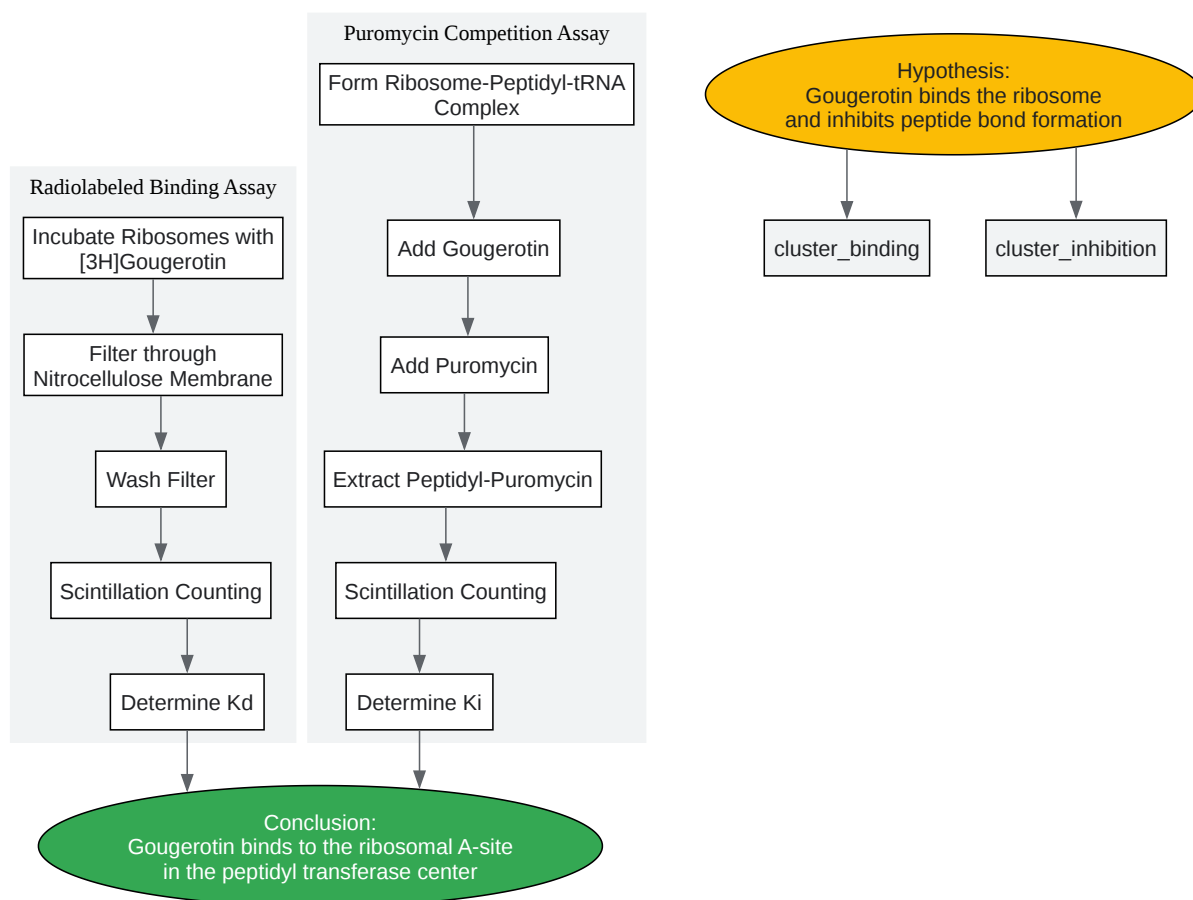 Puromycin Competition Assay
Form Ribosome-Peptidyl-tRNA
Complex
Hypothesis:
Gougerotin binds the ribosome
and inhibits peptide bond formation
Radiolabeled Binding Assay
Incubate Ribosomes with
[3H]Gougerotin
Add Gougerotin
cluster_binding
cluster_inhibition
Filter through
Nitrocellulose Membrane
Add Puromycin
Wash Filter
Extract Peptidyl-Puromycin
Scintillation Counting
Scintillation Counting
Determine Kd
Determine Ki
Conclusion:
Gougerotin binds to the ribosomal A-site
in the peptidyl transferase center